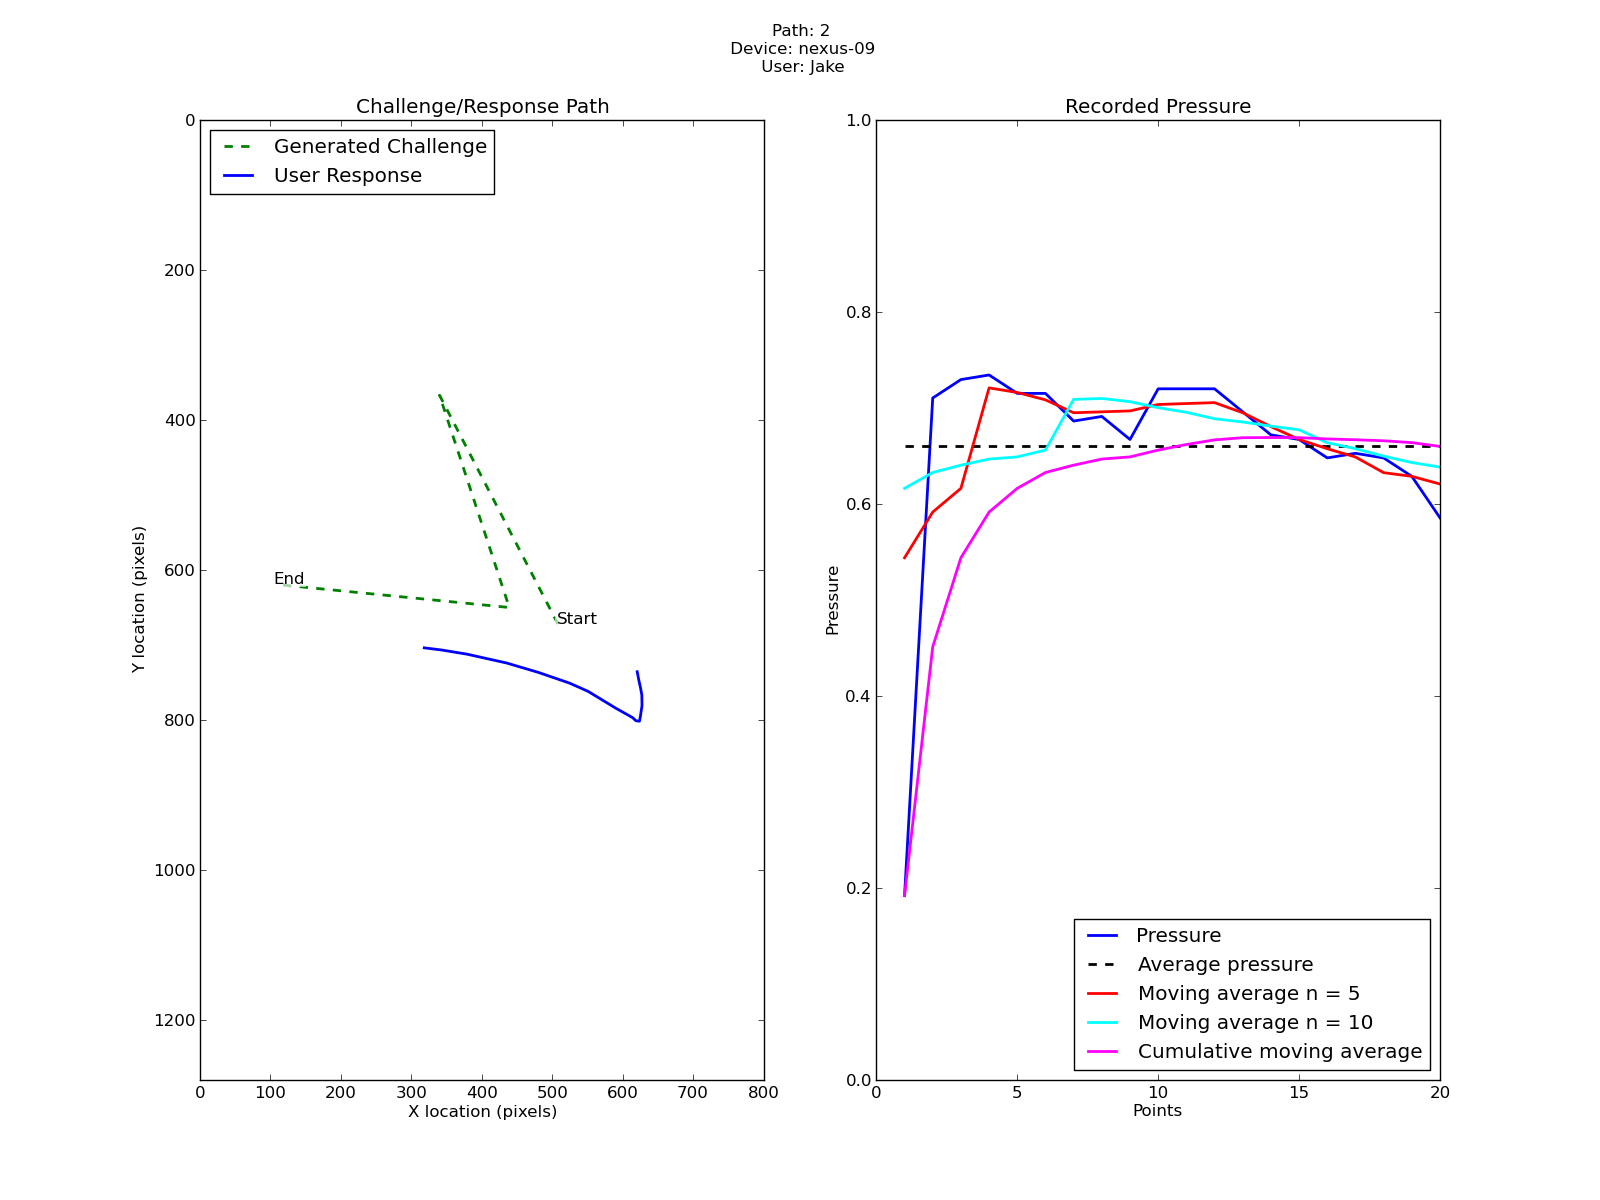 Path: 2
Device: nexus-09
User: Jake
Challenge/Response Path
Generated Challenge
User Response
0
200
400
600
800
1000
1200
Y location (pixels)
End
Start
0 100 200 300 400 500 600 700 800
X location (pixels)
Recorded Pressure
1.0
0.8
0.6
0.4
0.2
0.0
Pressure
Pressure
Average pressure
Moving average n = 5
Moving average n = 10
Cumulative moving average
0 5 10 15 20
Points